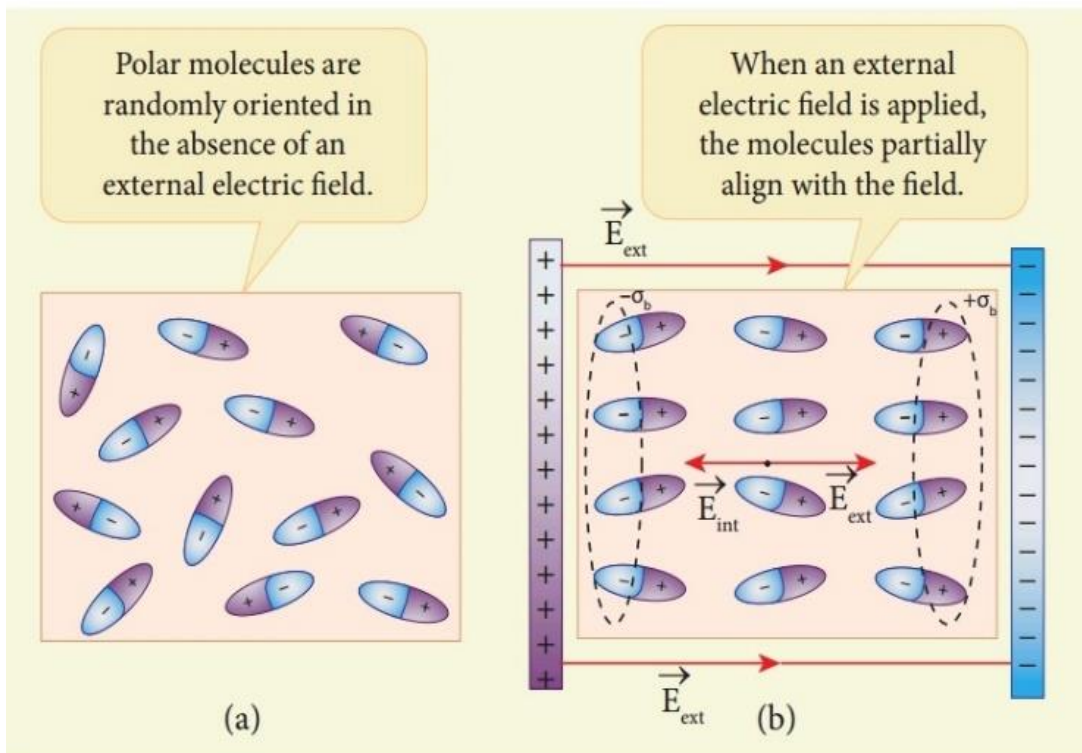 Polar molecules are
randomly oriented in
the absence of an
external electric field.
When an external
electric field is applied,
the molecules partially
align with the field.
E ext
−σb
+σb
E int
E ext
E ext
(a)
(b)